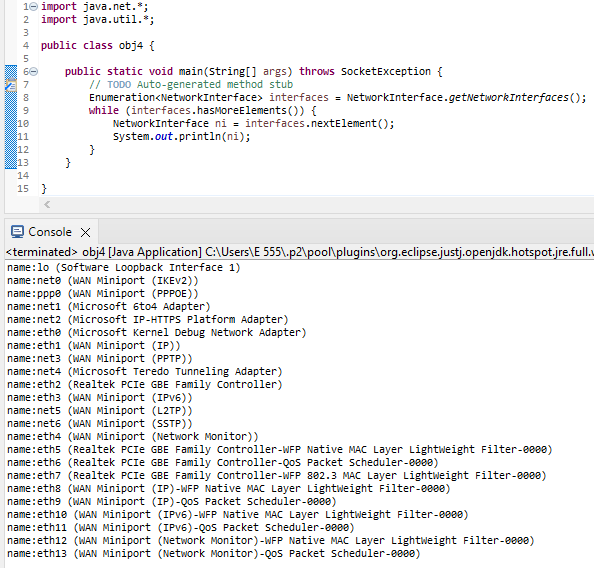 1 import java.net.*;
2 import java.util.*;
3
4 public class obj4 {
5
6     public static void main(String[] args) throws SocketException {
7         // TODO Auto-generated method stub
8         Enumeration<NetworkInterface> interfaces = NetworkInterface.getNetworkInterfaces();
9         while (interfaces.hasMoreElements()) {
10             NetworkInterface ni = interfaces.nextElement();
11             System.out.println(ni);
12         }
13     }
14
15 }
Console
<terminated> obj4 [Java Application] C:\Users\E 555\.p2\pool\plugins\org.eclipse.justj.openjdk.hotspot.jre.full.
name:lo (Software Loopback Interface 1)
name:net0 (WAN Miniport (IKEv2))
name:ppp0 (WAN Miniport (PPPOE))
name:net1 (Microsoft 6to4 Adapter)
name:net2 (Microsoft IP-HTTPS Platform Adapter)
name:eth0 (Microsoft Kernel Debug Network Adapter)
name:eth1 (WAN Miniport (IP))
name:net3 (WAN Miniport (PPTP))
name:net4 (Microsoft Teredo Tunneling Adapter)
name:eth2 (Realtek PCIe GBE Family Controller)
name:eth3 (WAN Miniport (IPv6))
name:net5 (WAN Miniport (L2TP))
name:net6 (WAN Miniport (SSTP))
name:eth4 (WAN Miniport (Network Monitor))
name:eth5 (Realtek PCIe GBE Family Controller-WFP Native MAC Layer LightWeight Filter-0000)
name:eth6 (Realtek PCIe GBE Family Controller-QoS Packet Scheduler-0000)
name:eth7 (Realtek PCIe GBE Family Controller-WFP 802.3 MAC Layer LightWeight Filter-0000)
name:eth8 (WAN Miniport (IP)-WFP Native MAC Layer LightWeight Filter-0000)
name:eth9 (WAN Miniport (IP)-QoS Packet Scheduler-0000)
name:eth10 (WAN Miniport (IPv6)-WFP Native MAC Layer LightWeight Filter-0000)
name:eth11 (WAN Miniport (IPv6)-QoS Packet Scheduler-0000)
name:eth12 (WAN Miniport (Network Monitor)-WFP Native MAC Layer LightWeight Filter-0000)
name:eth13 (WAN Miniport (Network Monitor)-QoS Packet Scheduler-0000)